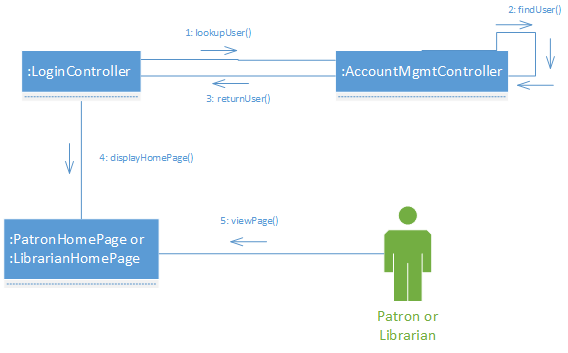 2: findUser()
1: lookupUser()
:LoginController
:AccountMgmtController
3: returnUser()
4: displayHomePage()
5: viewPage()
:PatronHomePage or
:LibrarianHomePage
Patron or
Librarian